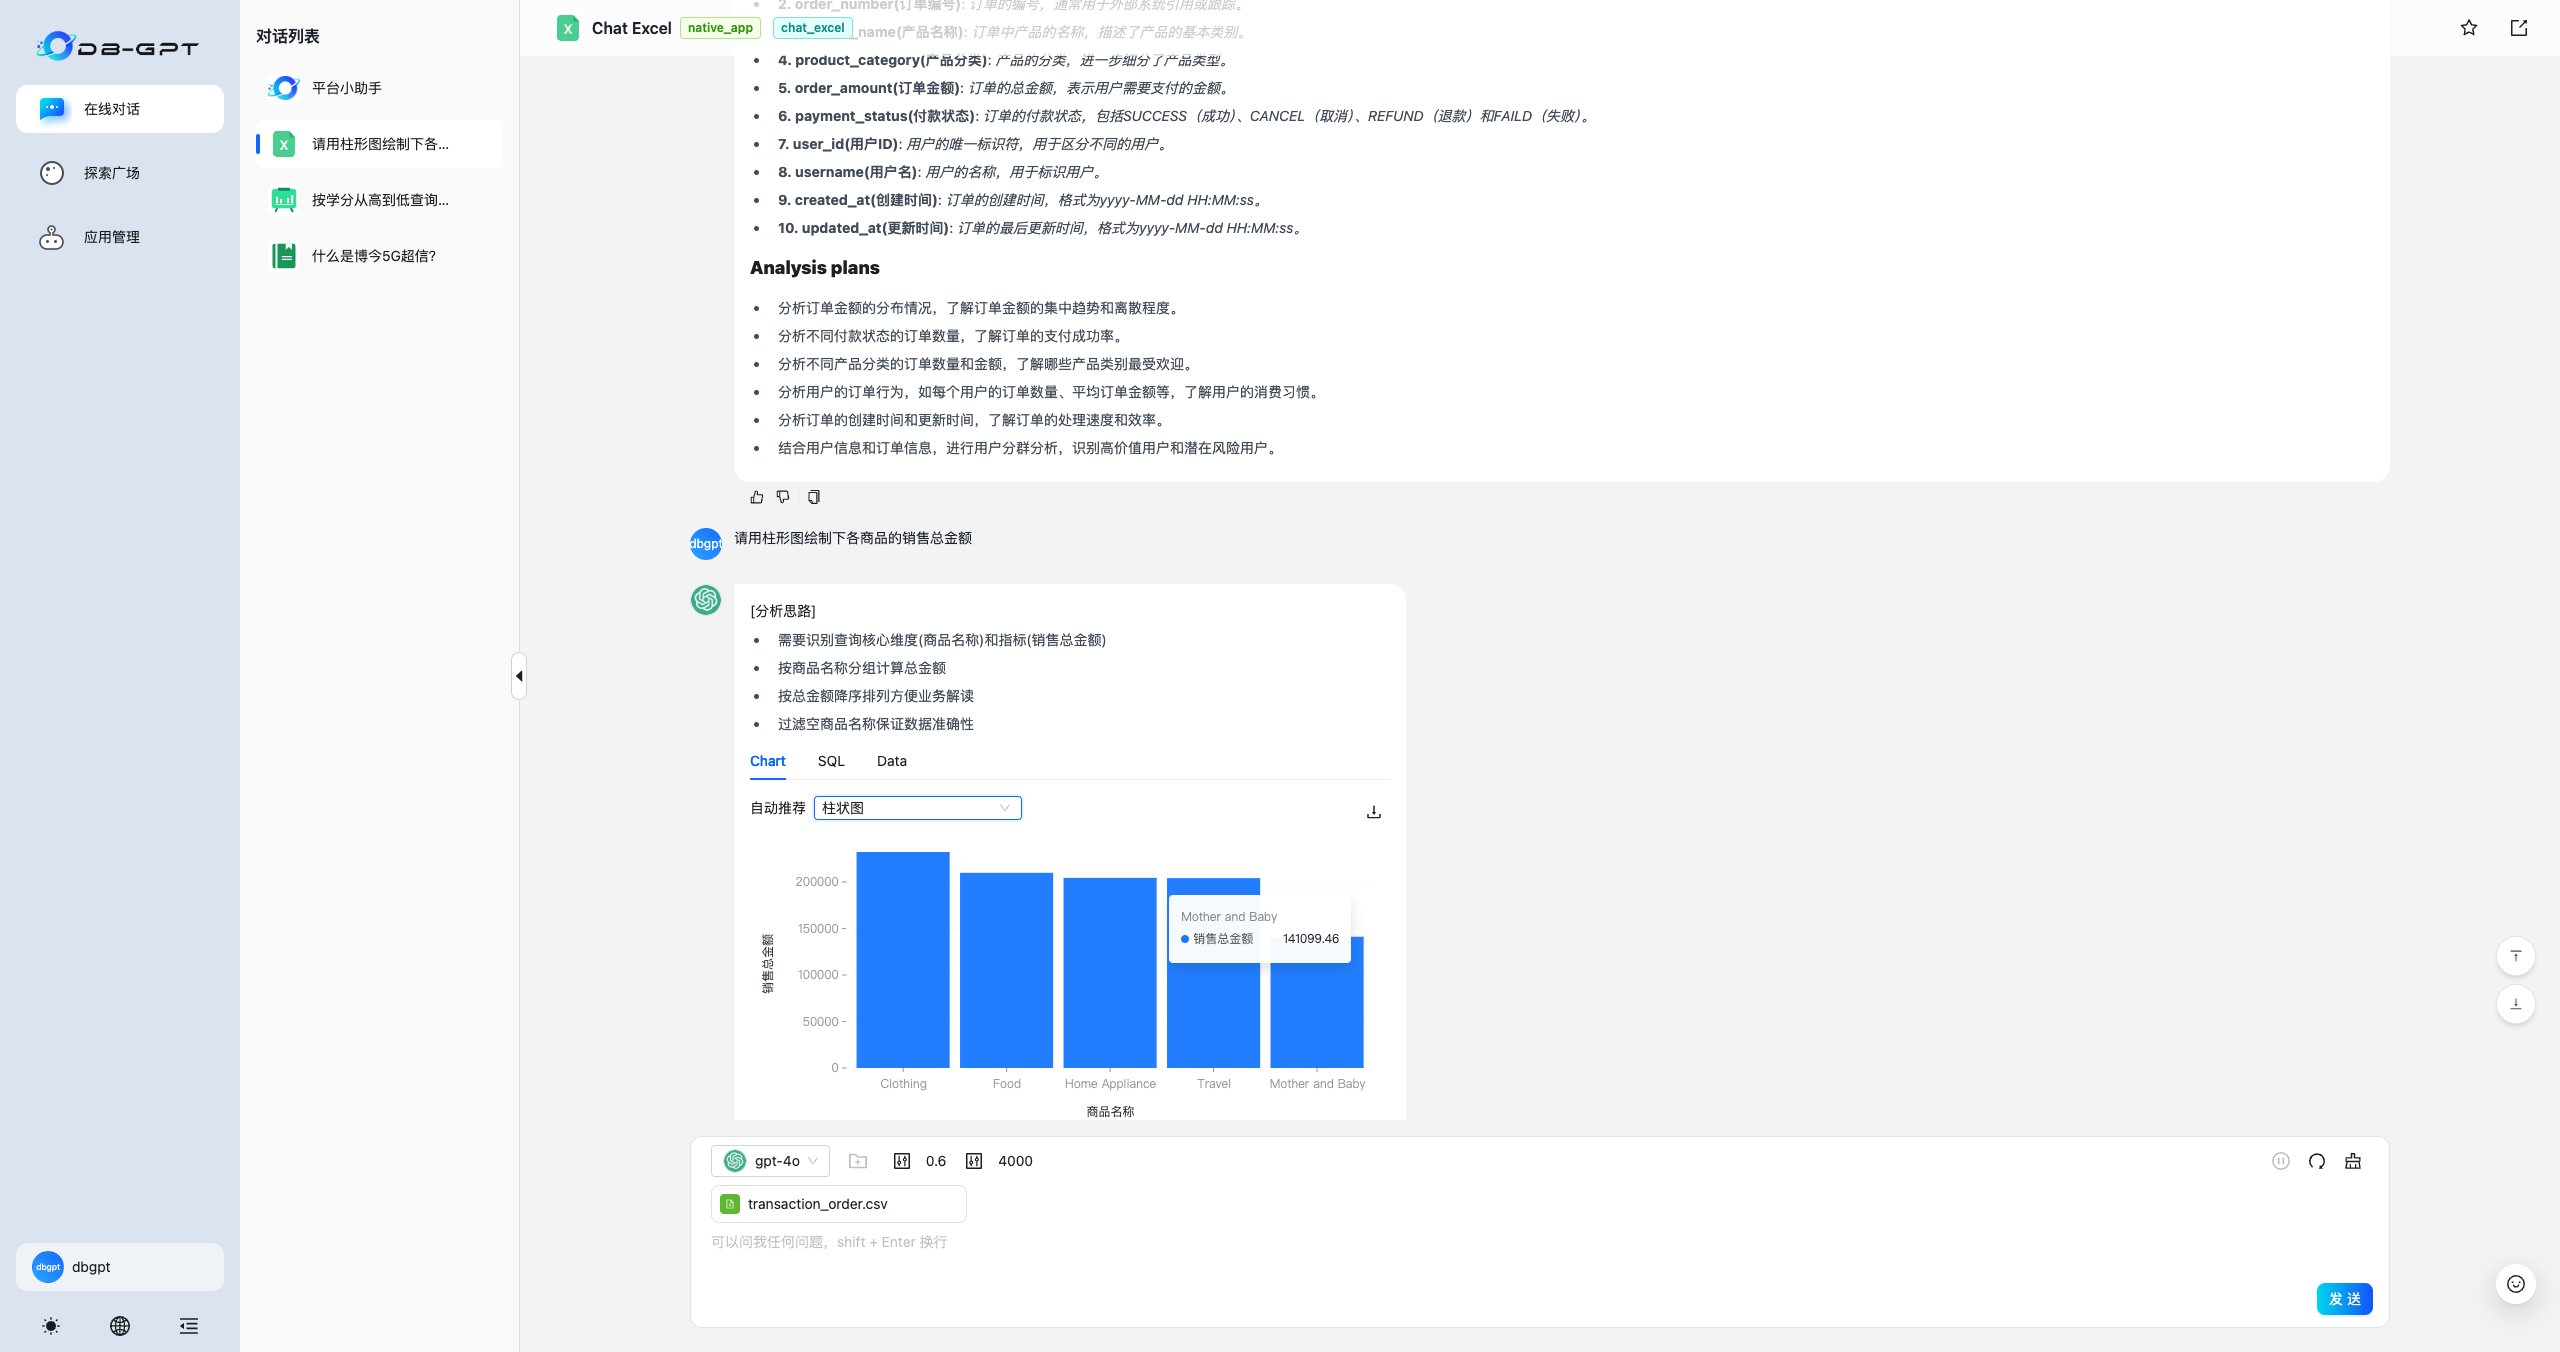 DB-GPT
在线对话
探索广场
应用管理
dbgpt
dbgpt
对话列表
平台小助手
请用柱形图绘制下各...
按学分从高到低查询...
什么是博今5G超信?
Chat Excel
native_app
chat_excel
2. order_number(订单编号): 订单的编号，通常用于外部系统引用或跟踪。
_name(产品名称): 订单中产品的名称，描述了产品的基本类别。
4. product_category(产品分类): 产品的分类，进一步细分了产品类型。
5. order_amount(订单金额): 订单的总金额，表示用户需要支付的金额。
6. payment_status(付款状态): 订单的付款状态，包括SUCCESS（成功）、CANCEL（取消）、REFUND（退款）和FAILD（失败）。
7. user_id(用户ID): 用户的唯一标识符，用于区分不同的用户。
8. username(用户名): 用户的名称，用于标识用户。
9. created_at(创建时间): 订单的创建时间，格式为yyyy-MM-dd HH:MM:ss。
10. updated_at(更新时间): 订单的最后更新时间，格式为yyyy-MM-dd HH:MM:ss。
Analysis plans
分析订单金额的分布情况，了解订单金额的集中趋势和离散程度。
分析不同付款状态的订单数量，了解订单的支付成功率。
分析不同产品分类的订单数量和金额，了解哪些产品类别最受欢迎。
分析用户的订单行为，如每个用户的订单数量、平均订单金额等，了解用户的消费习惯。
分析订单的创建时间和更新时间，了解订单的处理速度和效率。
结合用户信息和订单信息，进行用户分群分析，识别高价值用户和潜在风险用户。
dbgpt
请用柱形图绘制下各商品的销售总金额
[分析思路]
需要识别查询核心维度(商品名称)和指标(销售总金额)
按商品名称分组计算总金额
按总金额降序排列方便业务解读
过滤空商品名称保证数据准确性
Chart
SQL
Data
自动推荐
柱状图
200000
150000
100000
50000
0
销售总金额
Mother and Baby
销售总金额
141099.46
Clothing
Food
Home Appliance
Travel
Mother and Baby
商品名称
gpt-4o
0.6
4000
transaction_order.csv
可以问我任何问题，shift + Enter 换行
发 送